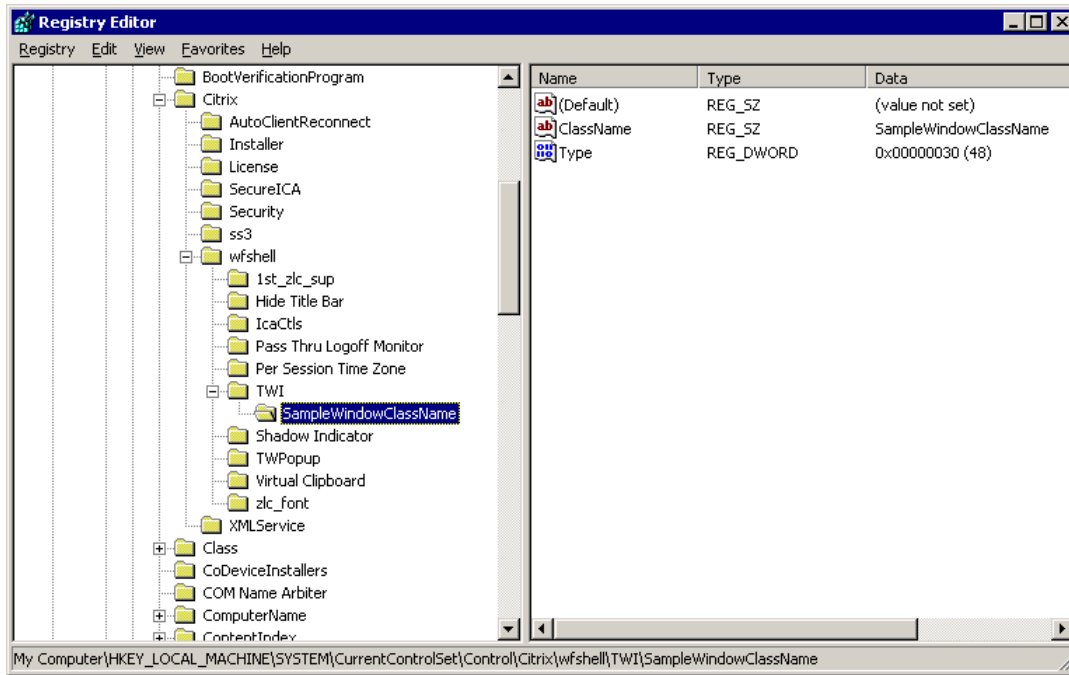 Registry Editor
Registry Edit View Favorites Help
BootVerificationProgram
Citrix
AutoClientReconnect
Installer
License
SecureICA
Security
ss3
wfshell
1st_zlc_sup
Hide Title Bar
IcaCtls
Pass Thru Logoff Monitor
Per Session Time Zone
TWI
SampleWindowClassName
Shadow Indicator
TWPopup
Virtual Clipboard
zlc_font
XMLService
Class
CoDeviceInstallers
COM Name Arbiter
ComputerName
ContentIndex
Name Type Data
(Default) REG_SZ (value not set)
ClassName REG_SZ SampleWindowClassName
Type REG_DWORD 0x00000030 (48)
My Computer\HKEY_LOCAL_MACHINE\SYSTEM\CurrentControlSet\Control\Citrix\wfshell\TWI\SampleWindowClassName